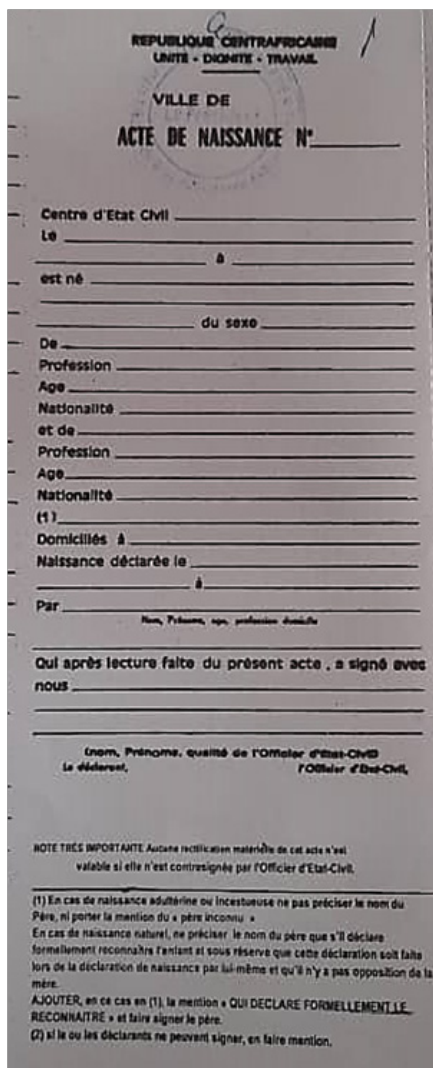 REPUBLIQUE CENTRAFRICAINE
UNITE - DIGNITE - TRAVAIL
VILLE DE
ACTE DE NAISSANCE N°
Centre d'Etat Civil
Le
à
est né
du sexe
De
Profession
Age
Nationalité
et de
Profession
Age
Nationalité
(1)
Domiciliés à
Naissance déclarée le
à
Par
Nom, Prénoms, age, profession domicile
Qui après lecture faite du présent acte, a signé avec
nous
(nom, Prénoms, qualité de l'Officier d'Etat-Civil)
Le déclarant, l'Officier d'Etat-Civil,
NOTE TRÈS IMPORTANTE Aucune rectification matérielle de cet acte n'est
valable si elle n'est contresignée par l'Officier d'Etat-Civil.
(1) En cas de naissance adultérine ou incestueuse ne pas préciser le nom du
Père, ni porter la mention du « père inconnu »
En cas de naissance naturel, ne préciser le nom du père que s'il déclare
formellement reconnaître l'enfant et sous réserve que cette déclaration soit faite
lors de la déclaration de naissance par lui-même et qu'il n'y a pas opposition de la
mère.
AJOUTER, en ce cas en (1), la mention « QUI DECLARE FORMELLEMENT LE
RECONNAITRE » et faire signer le père.
(2) si le ou les déclarants ne peuvent signer, en faire mention.